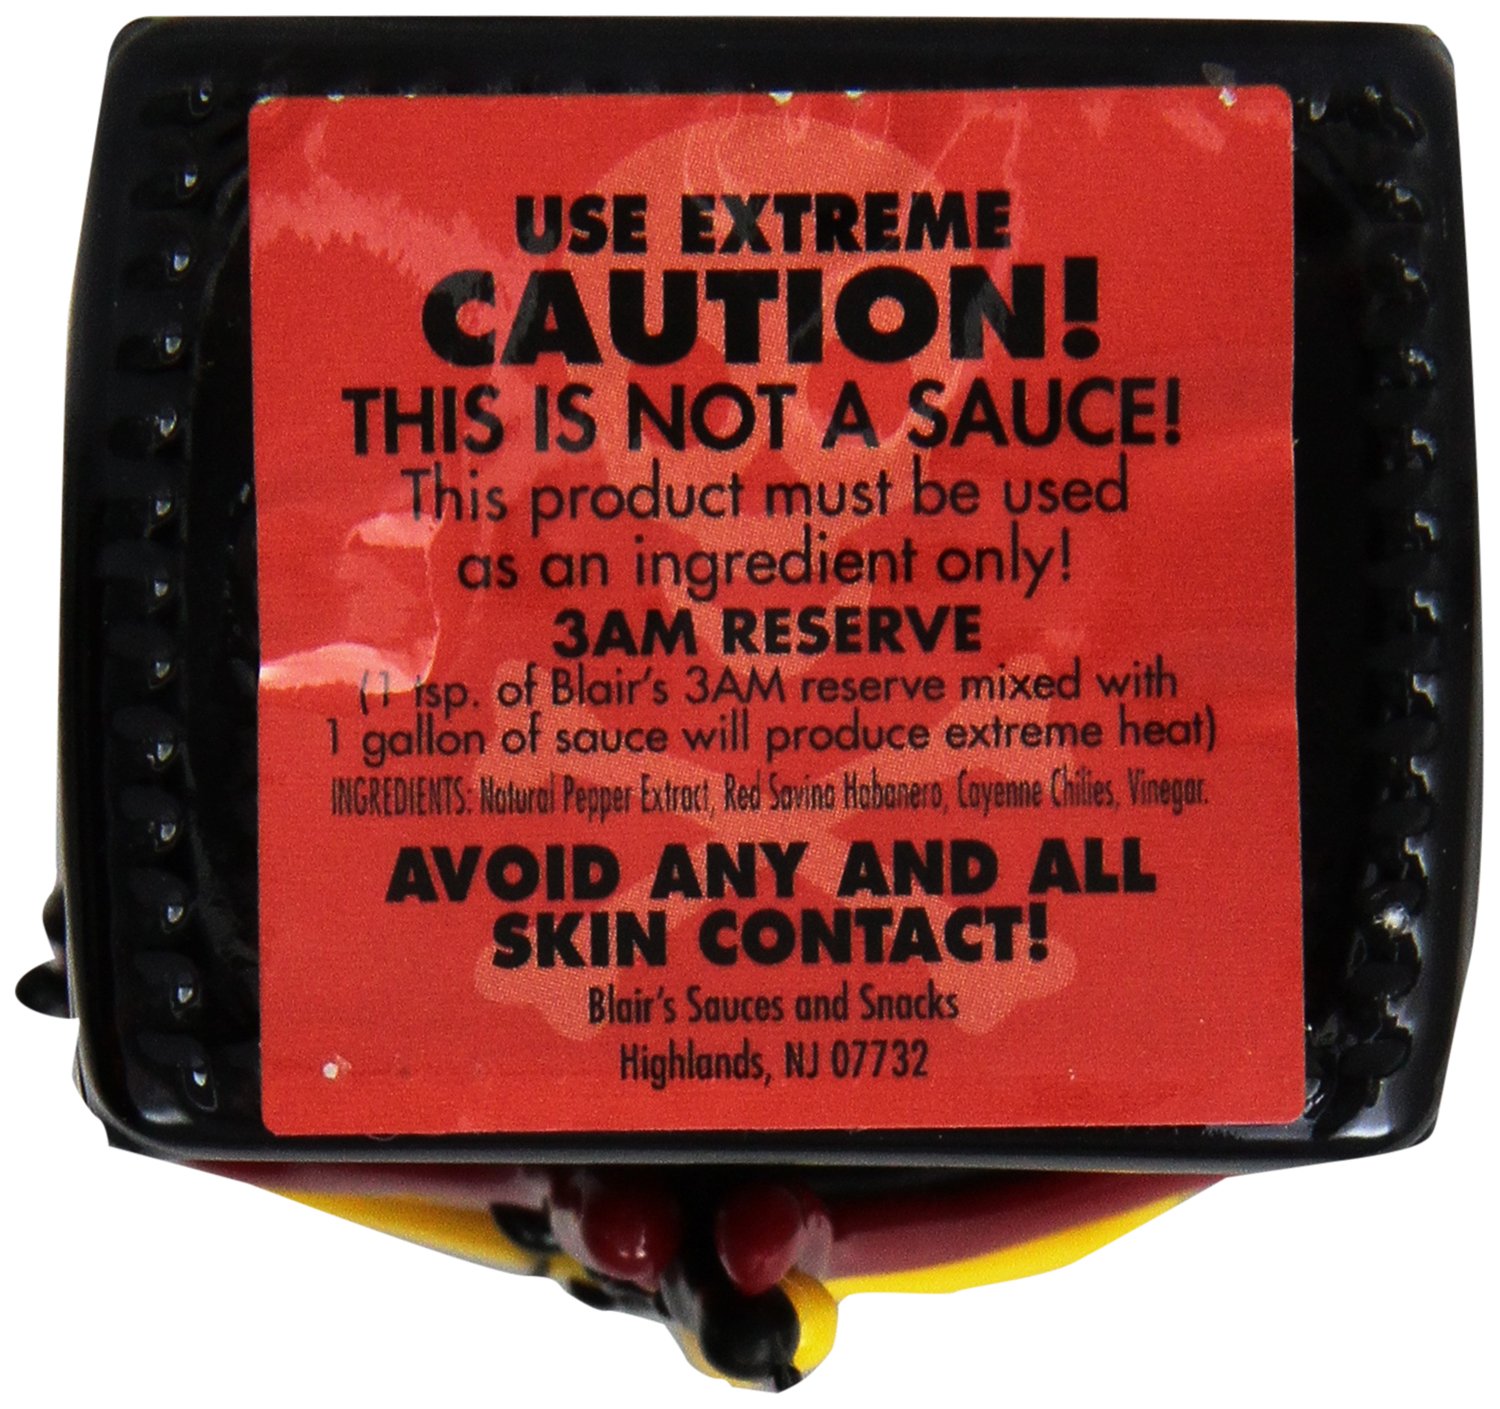 USE EXTREME
CAUTION!
THIS IS NOT A SAUCE!
This product must be used
as an ingredient only!
3AM RESERVE
(1 tsp. of Blair's 3AM reserve mixed with
1 gallon of sauce will produce extreme heat)
INGREDIENTS: Natural Pepper Extract, Red Savina Habanero, Cayenne Chilies, Vinegar.
AVOID ANY AND ALL
SKIN CONTACT!
Blair's Sauces and Snacks
Highlands, NJ 07732